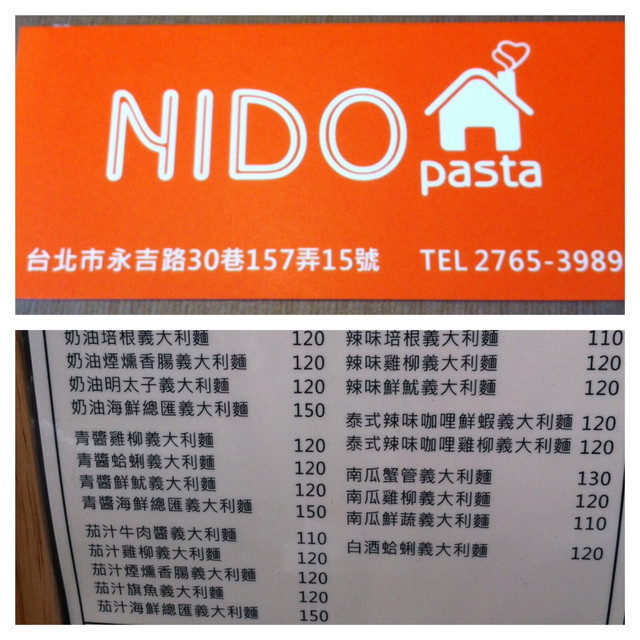 NIDO
pasta
台北市永吉路30巷157弄15號 TEL 2765-3989
奶油培根義大利麵 120
奶油煙燻香腸義大利麵 120
奶油明太子義大利麵 120
奶油海鮮總匯義大利麵 150
青醬雞柳義大利麵 120
青醬蛤蜊義大利麵 120
青醬鮮魷義大利麵 120
青醬海鮮總匯義大利麵 150
茄汁牛肉醬義大利麵 110
茄汁雞柳義大利麵 120
茄汁煙燻香腸義大利麵 120
茄汁旗魚義大利麵 120
茄汁海鮮總匯義大利麵 150
辣味培根義大利麵 110
辣味雞柳義大利麵 120
辣味鮮魷義大利麵 120
泰式辣味咖哩鮮蝦義大利麵 120
泰式辣味咖哩雞柳義大利麵 120
南瓜蟹管義大利麵 130
南瓜雞柳義大利麵 120
南瓜鮮蔬義大利麵 110
白酒蛤蜊義大利麵 120